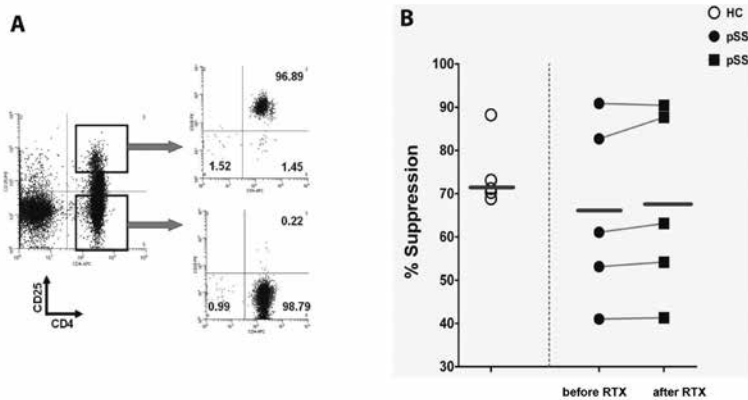 A
B
HC
pSS
pSS
96.89
1.52
1.45
0.22
0.99
98.79
CD25
CD4
% Suppression
100
90
80
70
60
50
40
30
before RTX
after RTX